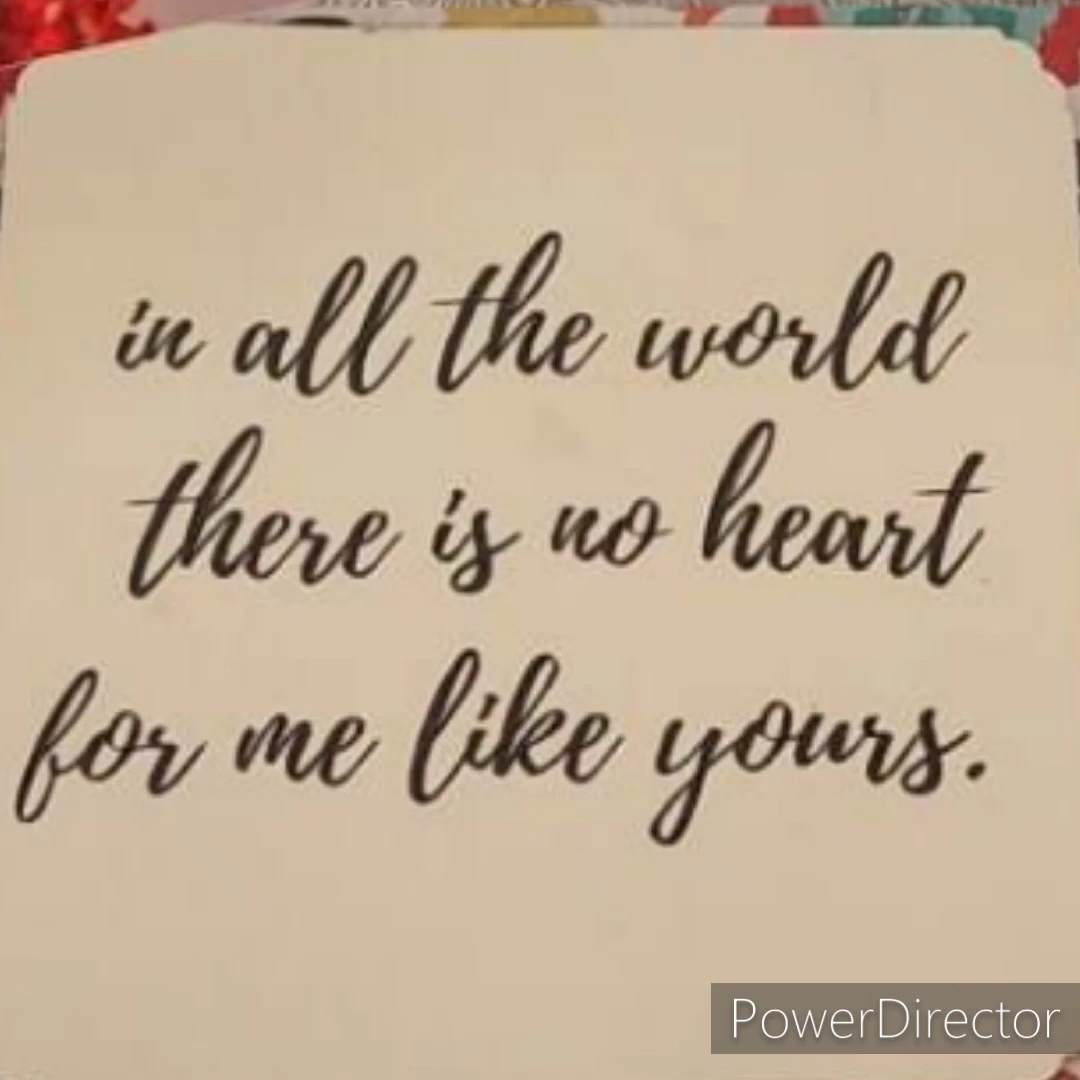 in all the world
there is no heart
for me like yours.
PowerDirector